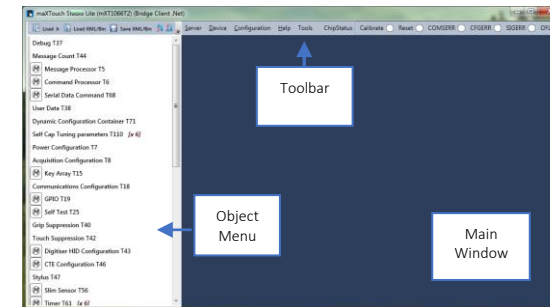 maXTouch Studio Lite (mXT1066T2) (Bridge Client .Net)
Load Load XML/Bin Save XML/Bin Server Device Configuration Help Tools ChipStatus Calibrate Reset COMSERR CFGERR SIGERR OFL
Debug T37
Message Count T44
Message Processor T5
Command Processor T6
Serial Data Command T68
User Data T38
Dynamic Configuration Container T71
Self Cap Tuning parameters T110 [x 6]
Power Configuration T7
Acquisition Configuration T8
Key Array T15
Communications Configuration T18
GPIO T19
Self Test T25
Grip Suppression T40
Touch Suppression T42
Digitiser HID Configuration T43
CTE Configuration T46
Stylus T47
Slim Sensor T56
Timer T61 [x 6]
Toolbar
Object
Menu
Main
Window